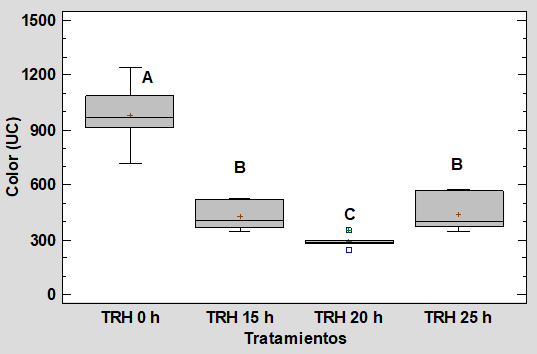 1500
1200
900
600
300
0
Color (UC)
A
B
C
B
TRH 0 h
TRH 15 h
TRH 20 h
TRH 25 h
Tratamientos